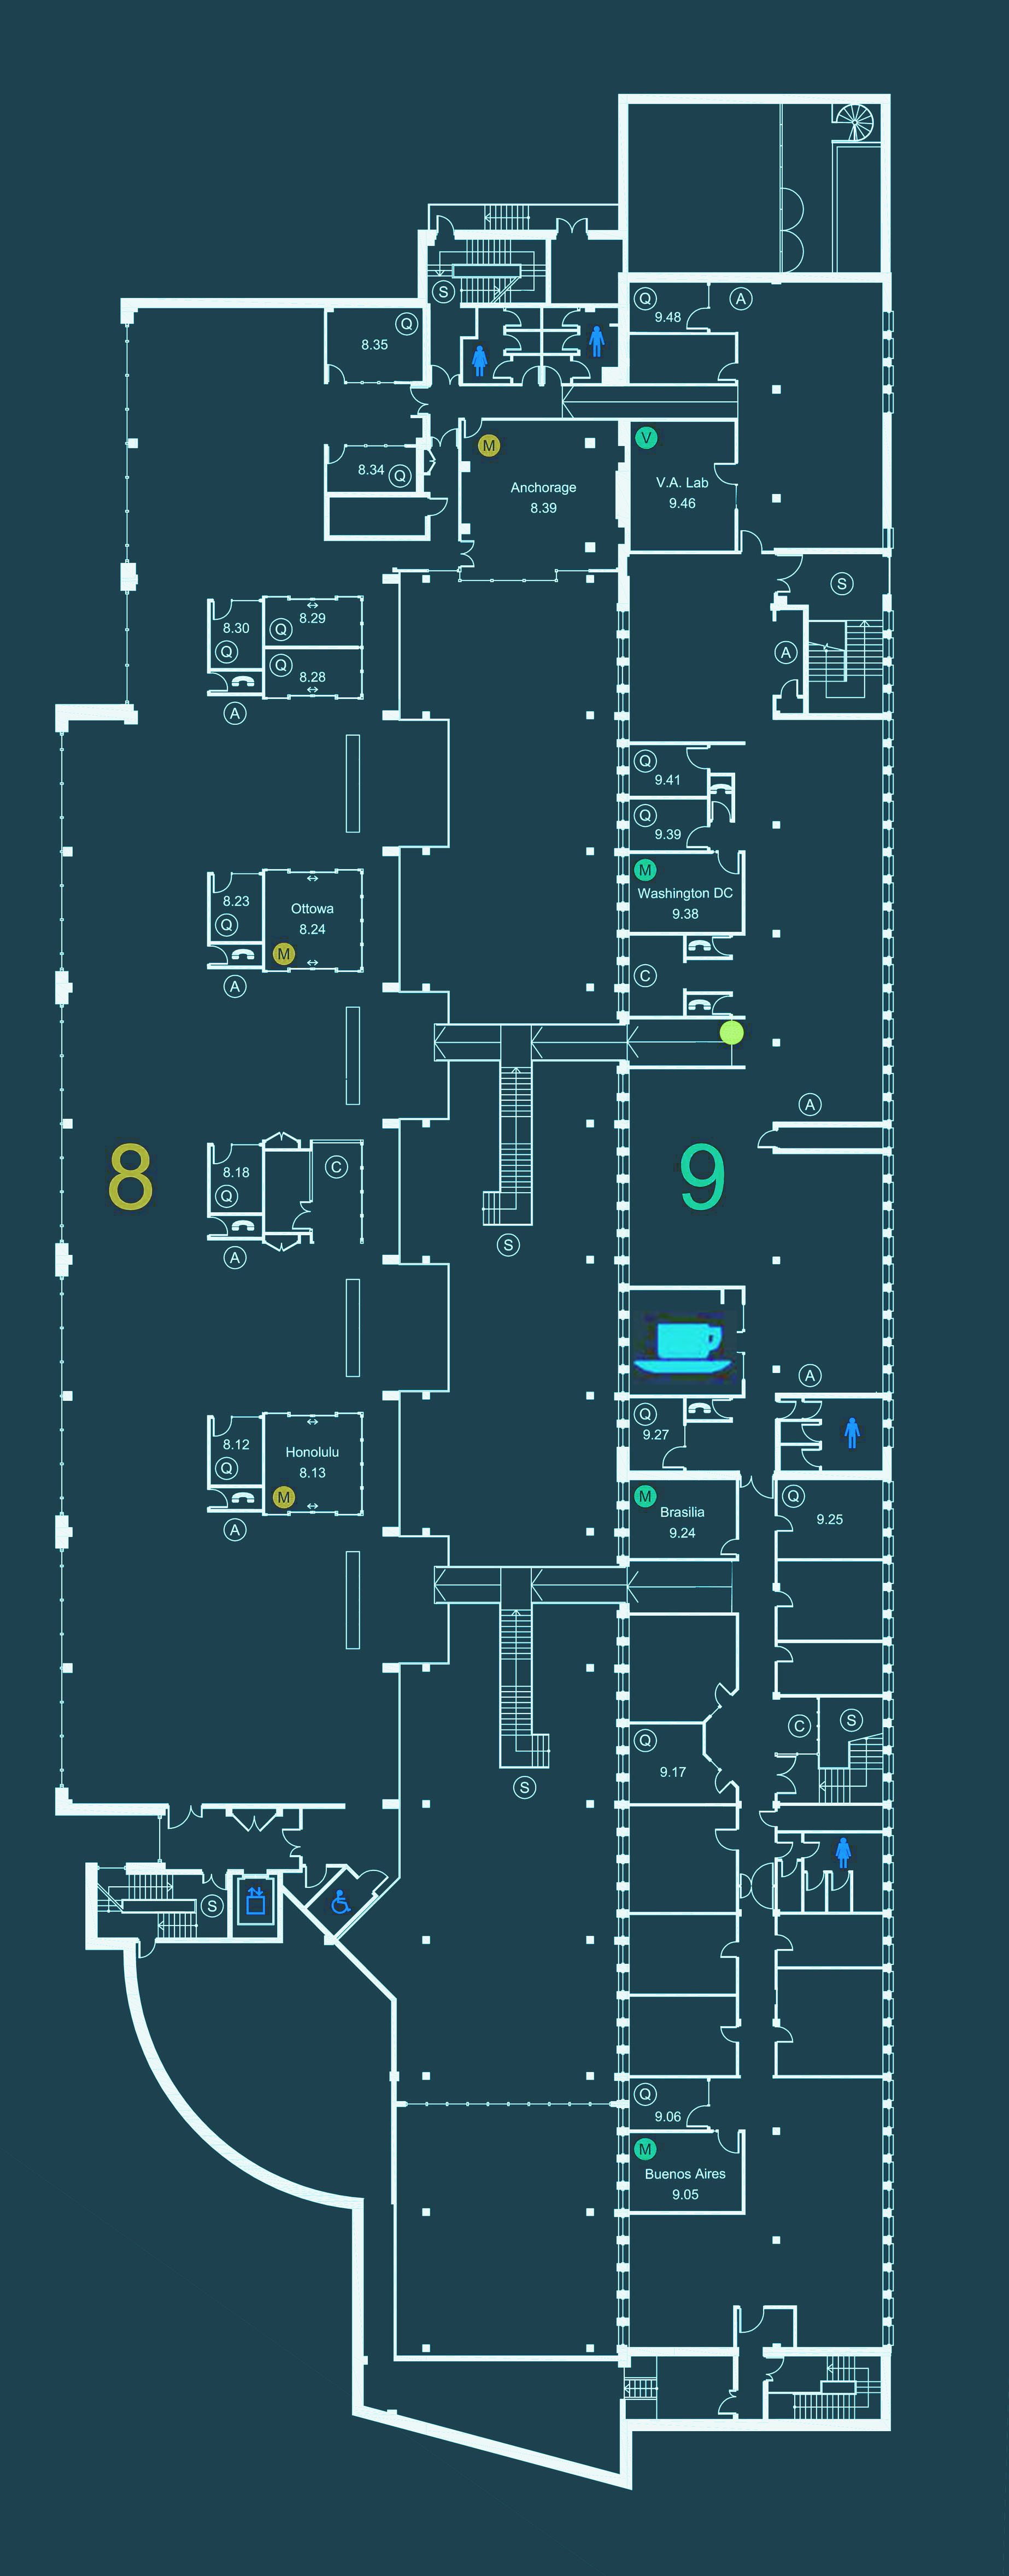 Q
9.48
A
S
Q
8.35
M
V
8.34
Q
Anchorage
8.39
V.A. Lab
9.46
S
8.30
Q
8.29
Q
A
Q
8.28
A
Q
9.41
Q
9.39
8.23
Q
Ottowa
8.24
M
M
Washington DC
9.38
A
C
A
8
8.18
Q
C
9
A
S
A
8.12
Q
Honolulu
8.13
M
Q
9.27
A
M
Brasilia
9.24
Q
9.25
C
S
Q
9.17
S
S
Q
9.06
M
Buenos Aires
9.05